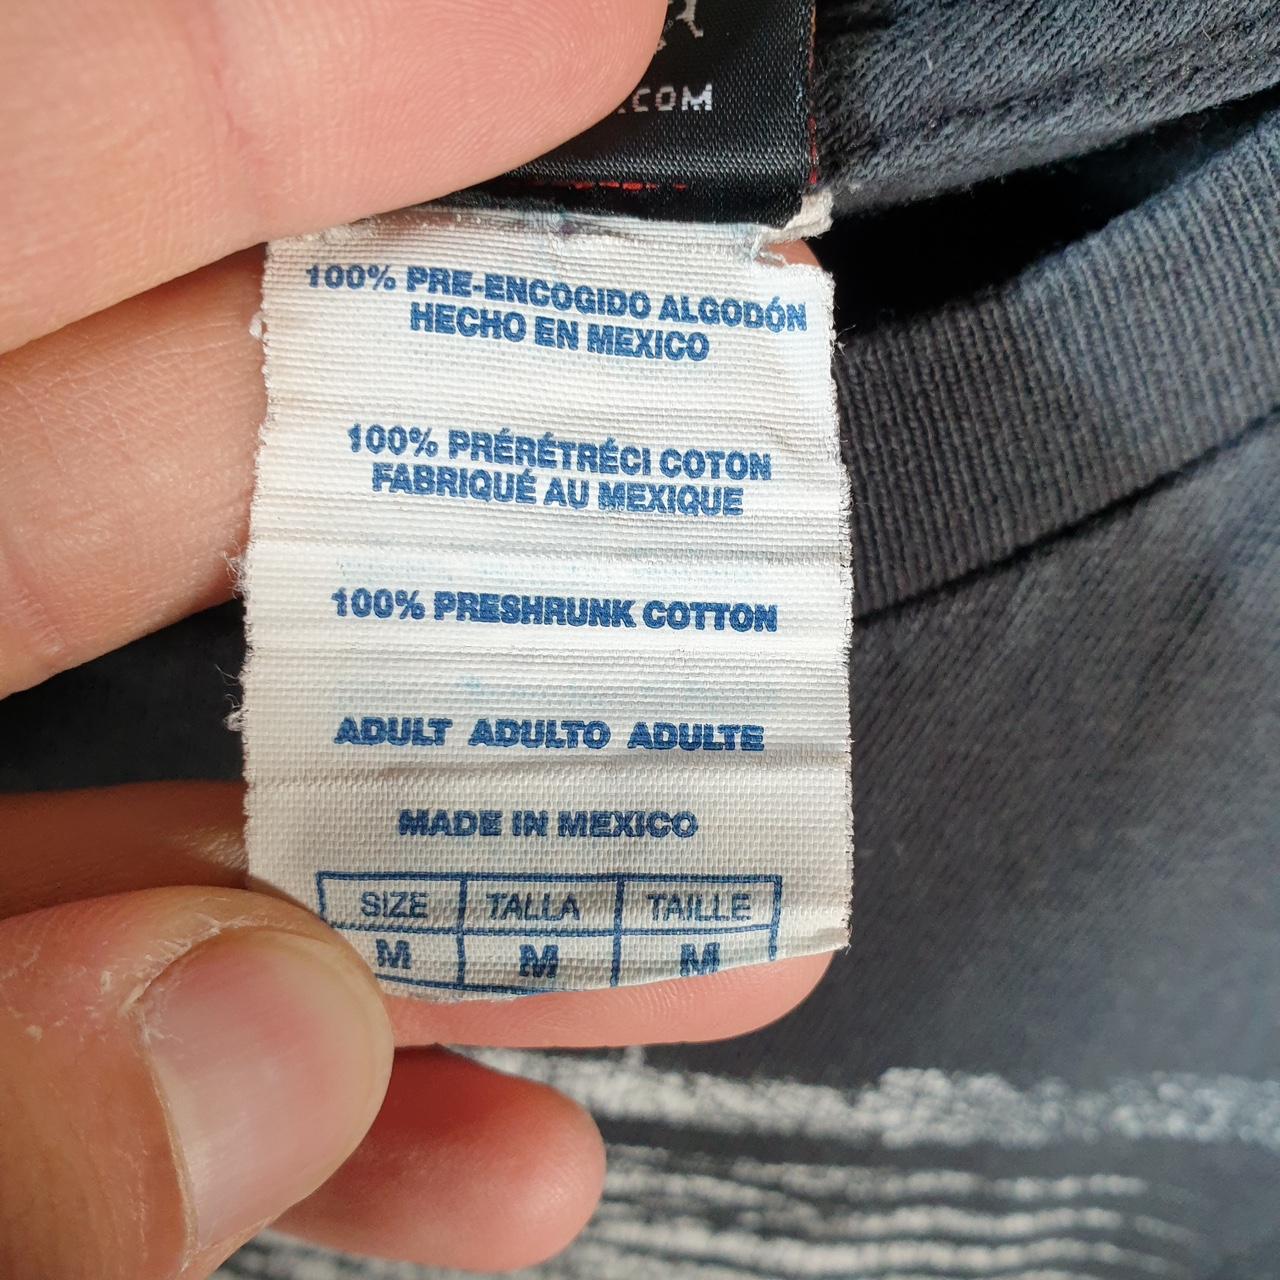 .COM
100% PRE-ENCOGIDO ALGODÓN
HECHO EN MEXICO
100% PRÉRÉTRÉCI COTON
FABRIQUÉ AU MEXIQUE
100% PRESHRUNK COTTON
ADULT ADULTO ADULTE
MADE IN MEXICO
SIZE TALLA TAILLE
M M M